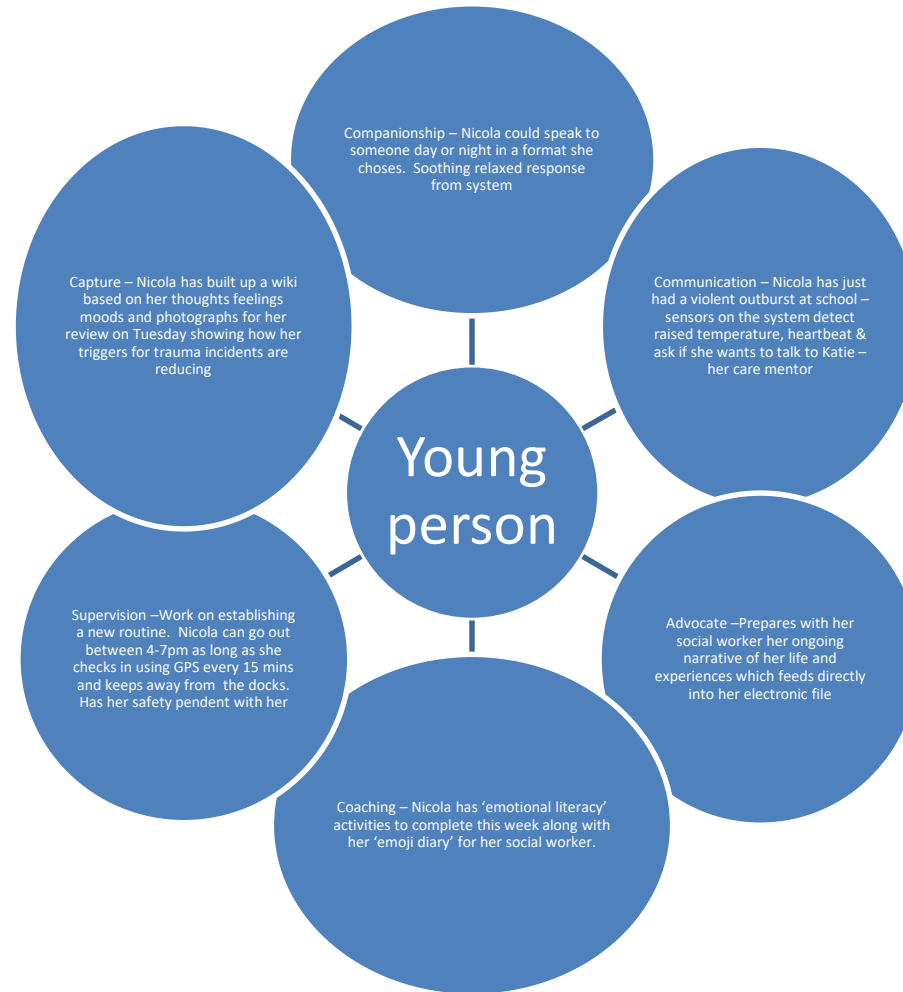 Companionship – Nicola could speak to
someone day or night in a format she
choses.  Soothing relaxed response
from system
Communication – Nicola has just
had a violent outburst at school –
sensors on the system detect
raised temperature, heartbeat &
ask if she wants to talk to Katie –
her care mentor
Advocate –Prepares with her
social worker her ongoing
narrative of her life and
experiences which feeds directly
into her electronic file
Coaching – Nicola has ‘emotional literacy’
activities to complete this week along with
her ‘emoji diary’ for her social worker.
Supervision –Work on establishing
a new routine.  Nicola can go out
between 4-7pm as long as she
checks in using GPS every 15 mins
and keeps away from  the docks.
Has her safety pendent with her
Capture – Nicola has built up a wiki
based on her thoughts feelings
moods and photographs for her
review on Tuesday showing how her
triggers for trauma incidents are
reducing
Young
person